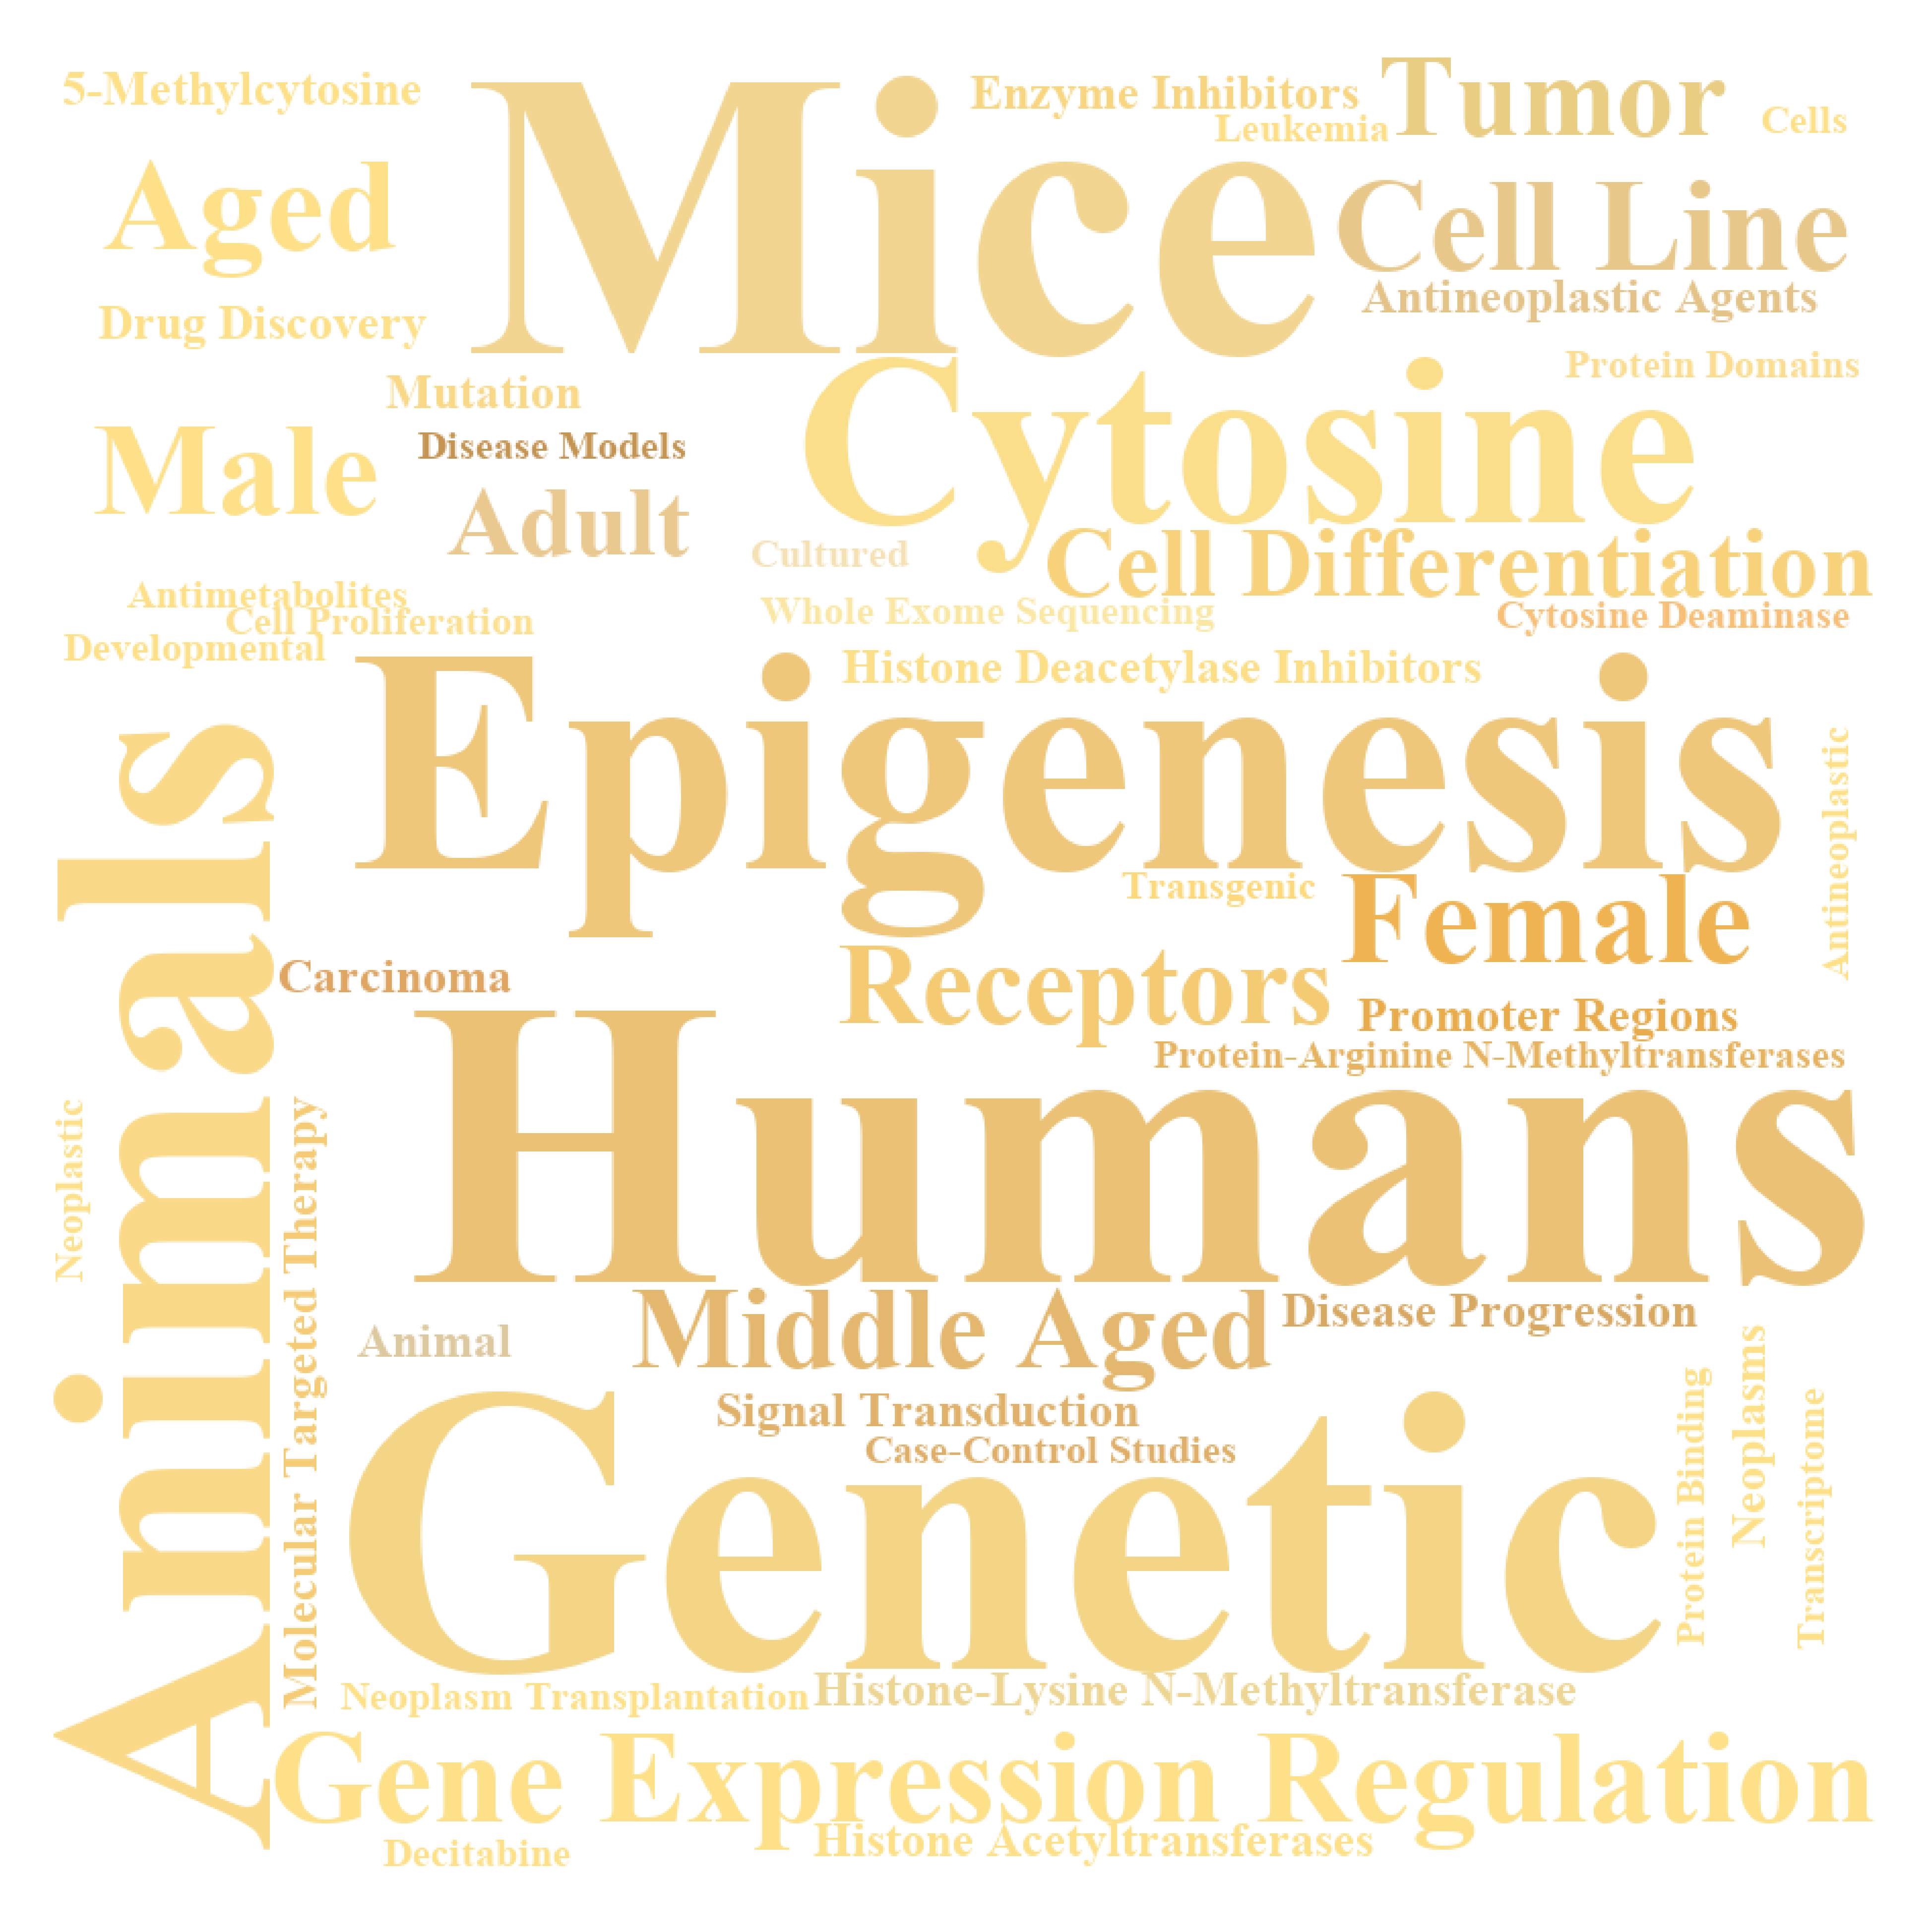 5-Methylcytosine
Mice
Enzyme Inhibitors
Tumor
Cells
Leukemia
Aged
Cell Line
Antineoplastic Agents
Drug Discovery
Protein Domains
Mutation
Cytosine
Male
Disease Models
Adult
Cultured
Cell Differentiation
Antimetabolites
Whole Exome Sequencing
Cytosine Deaminase
Cell Proliferation
Developmental
Histone Deacetylase Inhibitors
Epigenesis
Antineoplastic
Transgenic
Female
Animals
Carcinoma
Receptors
Promoter Regions
Protein-Arginine N-Methyltransferases
Neoplastic
Molecular Targeted Therapy
Humans
Middle Aged
Disease Progression
Animal
Signal Transduction
Case-Control Studies
Genetic
Protein Binding
Neoplasms
Transcriptome
Neoplasm Transplantation
Histone-Lysine N-Methyltransferase
Gene Expression Regulation
Decitabine
Histone Acetyltransferases